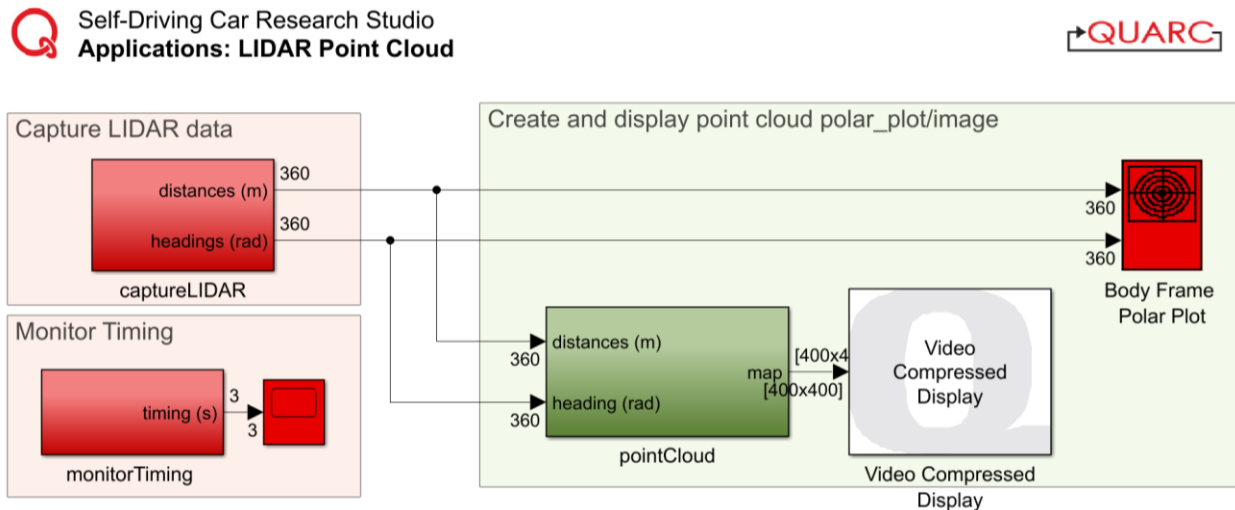 Self-Driving Car Research Studio
Applications: LIDAR Point Cloud
QUARC
Capture LIDAR data
distances (m)
360
headings (rad)
360
captureLIDAR
Monitor Timing
timing (s)
3
3
monitorTiming
Create and display point cloud polar_plot/image
360
360
Body Frame
Polar Plot
360
distances (m)
360
heading (rad)
map
pointCloud
[400x4
[400x400]
Video
Compressed
Display
Video Compressed
Display